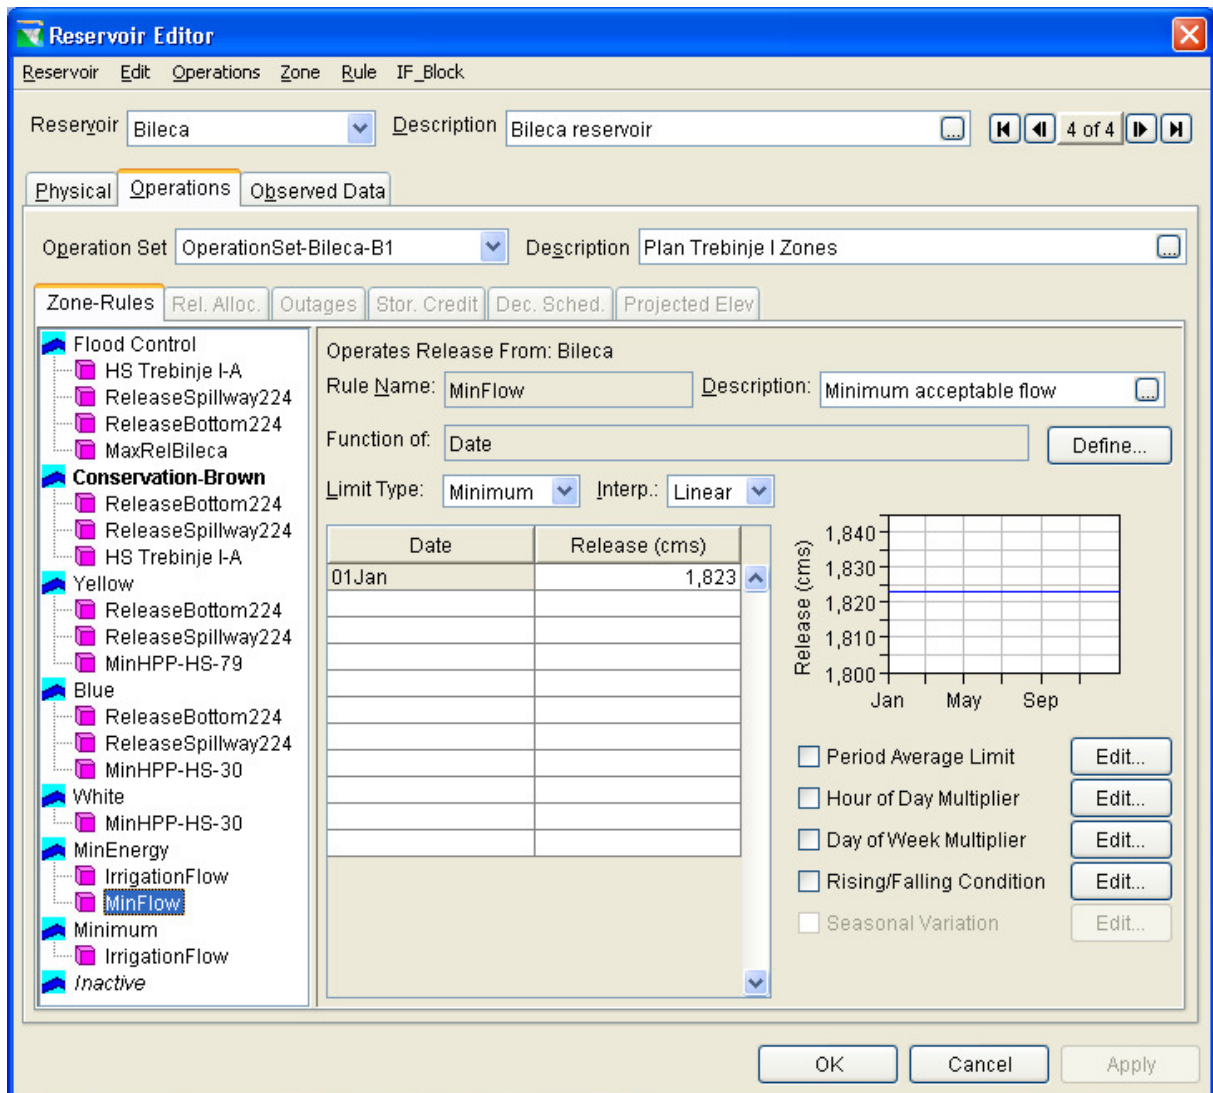 Reservoir Editor
Reservoir Edit Operations Zone Rule IF_Block
Reservoir Bileca Description Bileca reservoir ... 4 of 4
Physical Operations Observed Data
Operation Set OperationSet-Bileca-B1 Description Plan Trebinje I Zones ...
Zone-Rules Rel. Alloc. Outages Stor. Credit Dec. Sched. Projected Elev
Flood Control
HS Trebinje I-A
ReleaseSpillway224
ReleaseBottom224
MaxRelBileca
Conservation-Brown
ReleaseBottom224
ReleaseSpillway224
HS Trebinje I-A
Yellow
ReleaseBottom224
ReleaseSpillway224
MinHPP-HS-79
Blue
ReleaseBottom224
ReleaseSpillway224
MinHPP-HS-30
White
MinHPP-HS-30
MinEnergy
IrrigationFlow
MinFlow
Minimum
IrrigationFlow
Inactive
Operates Release From: Bileca
Rule Name: MinFlow Description: Minimum acceptable flow ...
Function of: Date Define...
Limit Type: Minimum Interp.: Linear
Date Release (cms)
01Jan 1,823
Release (cms)
1,840
1,830
1,820
1,810
1,800
Jan May Sep
Period Average Limit Edit...
Hour of Day Multiplier Edit...
Day of Week Multiplier Edit...
Rising/Falling Condition Edit...
Seasonal Variation Edit...
OK Cancel Apply